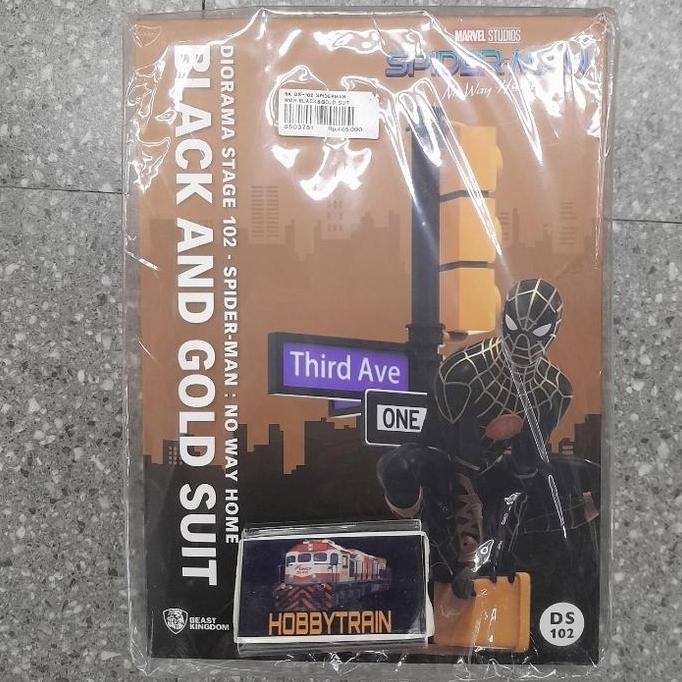 MARVEL STUDIOS
SPIDER-MAN
No Way Home
DIORAMA STAGE 102 - SPIDER-MAN : NO WAY HOME
BLACK AND GOLD SUIT
0503751
Third Ave
ONE
BEAST
KINGDOM
HOBBYTRAIN
DS
102